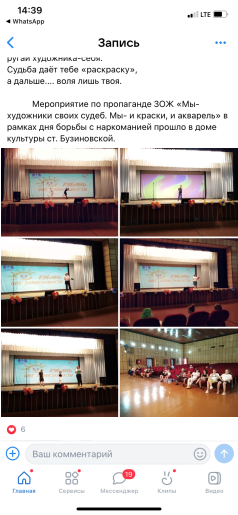 14:39
LTE
WhatsApp
Запись
ругай художника-себя.
Судьба даёт тебе «раскраску»,
а дальше.... воля лишь твоя.
Мероприятие по пропаганде ЗОЖ «Мы-
художники своих судеб. Мы- и краски, и акварель» в
рамках дня борьбы с наркоманией прошло в доме
культуры ст. Бузиновской.
6
Ваш комментарий
19
Главная Сервисы Мессенджер Клипы Видео